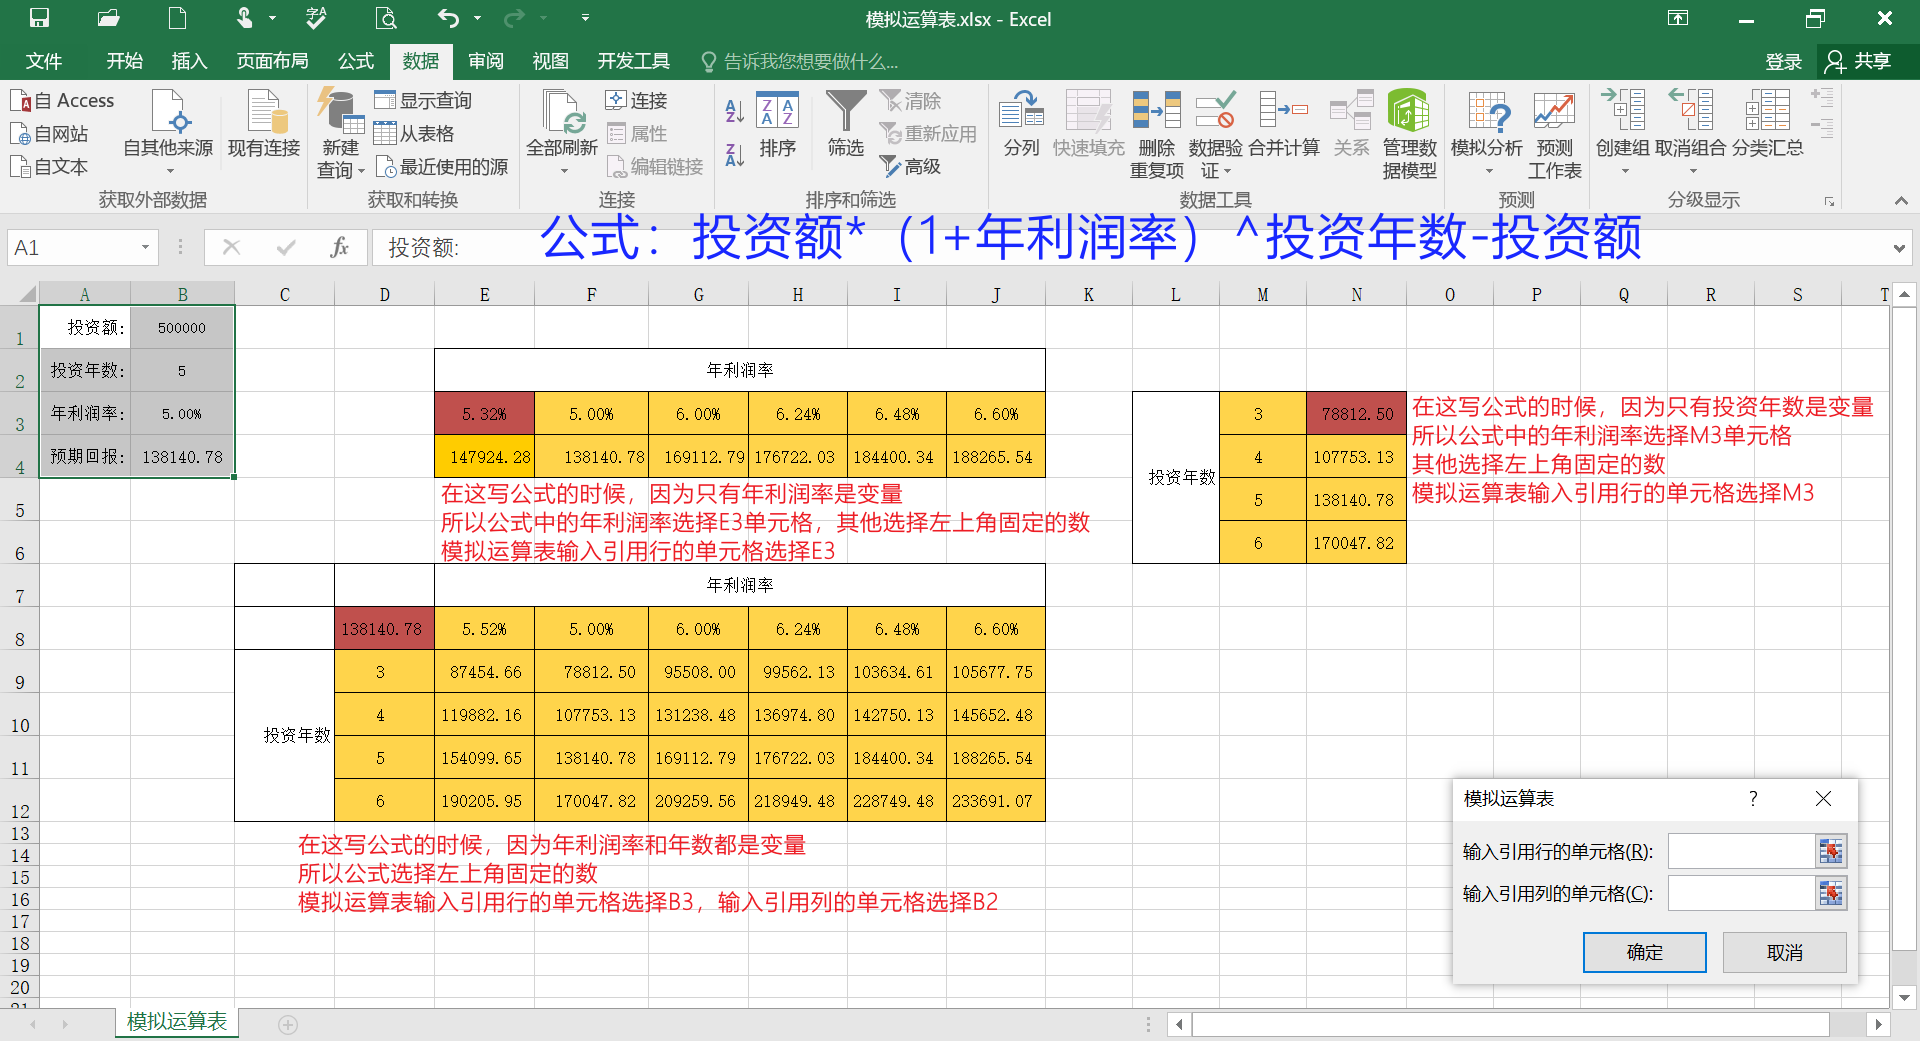 模拟运算表.xlsx - Excel
文件 开始 插入 页面布局 公式 数据 审阅 视图 开发工具 告诉我您想要做什么... 登录 共享
自 Access
自网站
自文本
自其他来源
现有连接
获取外部数据
新建
查询
显示查询
从表格
最近使用的源
获取和转换
全部刷新
连接
属性
编辑链接
连接
排序
筛选
清除
重新应用
高级
排序和筛选
分列
快速填充
删除
重复项
数据验
证
合并计算
关系
管理数
据模型
数据工具
模拟分析
预测
工作表
预测
创建组
取消组合
分类汇总
分级显示
A1 fx 投资额:
公式：投资额*（1+年利润率）^投资年数-投资额
A B C D E F G H I J K L M N O P Q R S T
1 投资额: 500000
2 投资年数: 5 年利润率
3 年利润率: 5.00% 5.32% 5.00% 6.00% 6.24% 6.48% 6.60% 3 78812.50
4 预期回报: 138140.78 147924.28 138140.78 169112.79 176722.03 184400.34 188265.54 投资年数 4 107753.13
5 5 138140.78
6 6 170047.82
在这写公式的时候，因为只有投资年数是变量
所以公式中的年利润率选择M3单元格
其他选择左上角固定的数
模拟运算表输入引用行的单元格选择M3
在这写公式的时候，因为只有年利润率是变量
所以公式中的年利润率选择E3单元格，其他选择左上角固定的数
模拟运算表输入引用行的单元格选择E3
7 年利润率
8 138140.78 5.52% 5.00% 6.00% 6.24% 6.48% 6.60%
9 3 87454.66 78812.50 95508.00 99562.13 103634.61 105677.75
10 投资年数 4 119882.16 107753.13 131238.48 136974.80 142750.13 145652.48
11 5 154099.65 138140.78 169112.79 176722.03 184400.34 188265.54
12 6 190205.95 170047.82 209259.56 218949.48 228749.48 233691.07
13
14
15
16
17
18
19
20
21
在这写公式的时候，因为年利润率和年数都是变量
所以公式选择左上角固定的数
模拟运算表输入引用行的单元格选择B3，输入引用列的单元格选择B2
模拟运算表 ?
输入引用行的单元格(R):
输入引用列的单元格(C):
确定 取消
模拟运算表